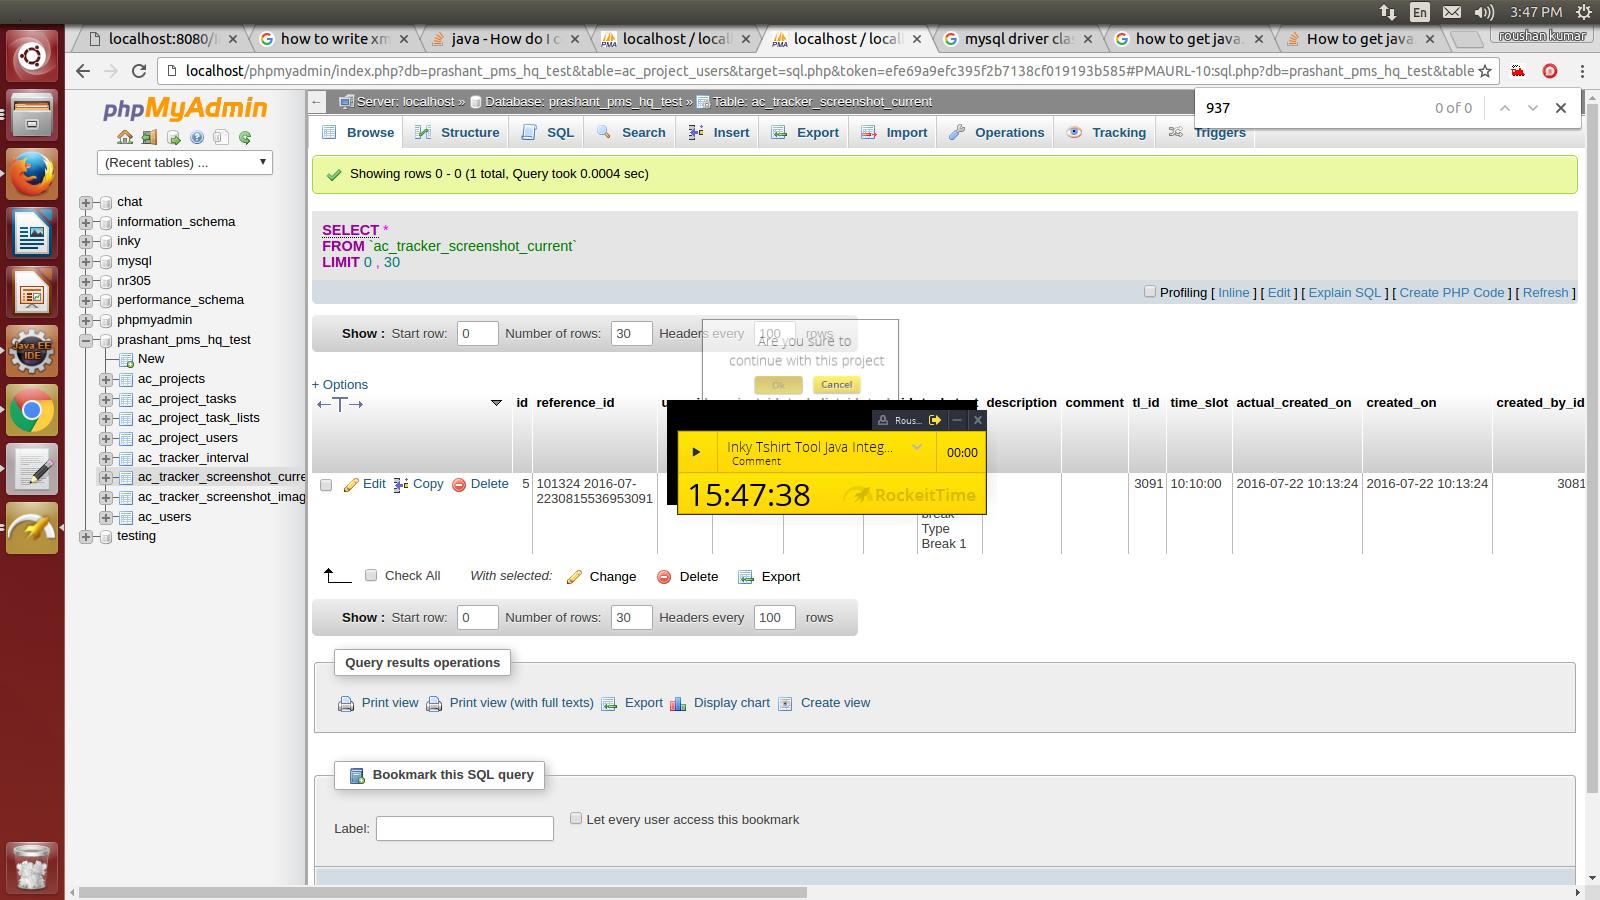 En
3:47 PM
localhost:8080/
how to write xm
java - How do I c
localhost / local
localhost / local
mysql driver cla
how to get java.
How to get java
roushan kumar
localhost/phpmyadmin/index.php?db=prashant_pms_hq_test&table=ac_project_users&target=sql.php&token=efe69a9efc395f2b7138cf019193b585#PMAURL-10:sql.php?db=prashant_pms_hq_test&table
937
0 of 0
phpMyAdmin
(Recent tables) ...
chat
information_schema
inky
mysql
nr305
performance_schema
phpmyadmin
prashant_pms_hq_test
New
ac_projects
ac_project_tasks
ac_project_task_lists
ac_project_users
ac_tracker_interval
ac_tracker_screenshot_curre
ac_tracker_screenshot_imag
ac_users
testing
Java EE
IDE
Server: localhost » Database: prashant_pms_hq_test » Table: ac_tracker_screenshot_current
Browse Structure SQL Search Insert Export Import Operations Tracking Triggers
Showing rows 0 - 0 (1 total, Query took 0.0004 sec)
SELECT *
FROM `ac_tracker_screenshot_current`
LIMIT 0 , 30
Profiling [ Inline ] [ Edit ] [ Explain SQL ] [ Create PHP Code ] [ Refresh ]
Show : Start row: 0 Number of rows: 30 Headers every 100 rows
Are you sure to
continue with this project
Ok Cancel
+ Options
id reference_id description comment tl_id time_slot actual_created_on created_on created_by_id
Rous...
Inky Tshirt Tool Java Integ...
Comment
00:00
15:47:38
RockeitTime
Edit Copy Delete 5 101324 2016-07-
2230815536953091
3091 10:10:00 2016-07-22 10:13:24 2016-07-22 10:13:24 3081
break
Type
Break 1
Check All With selected: Change Delete Export
Show : Start row: 0 Number of rows: 30 Headers every 100 rows
Query results operations
Print view Print view (with full texts) Export Display chart Create view
Bookmark this SQL query
Label:
Let every user access this bookmark